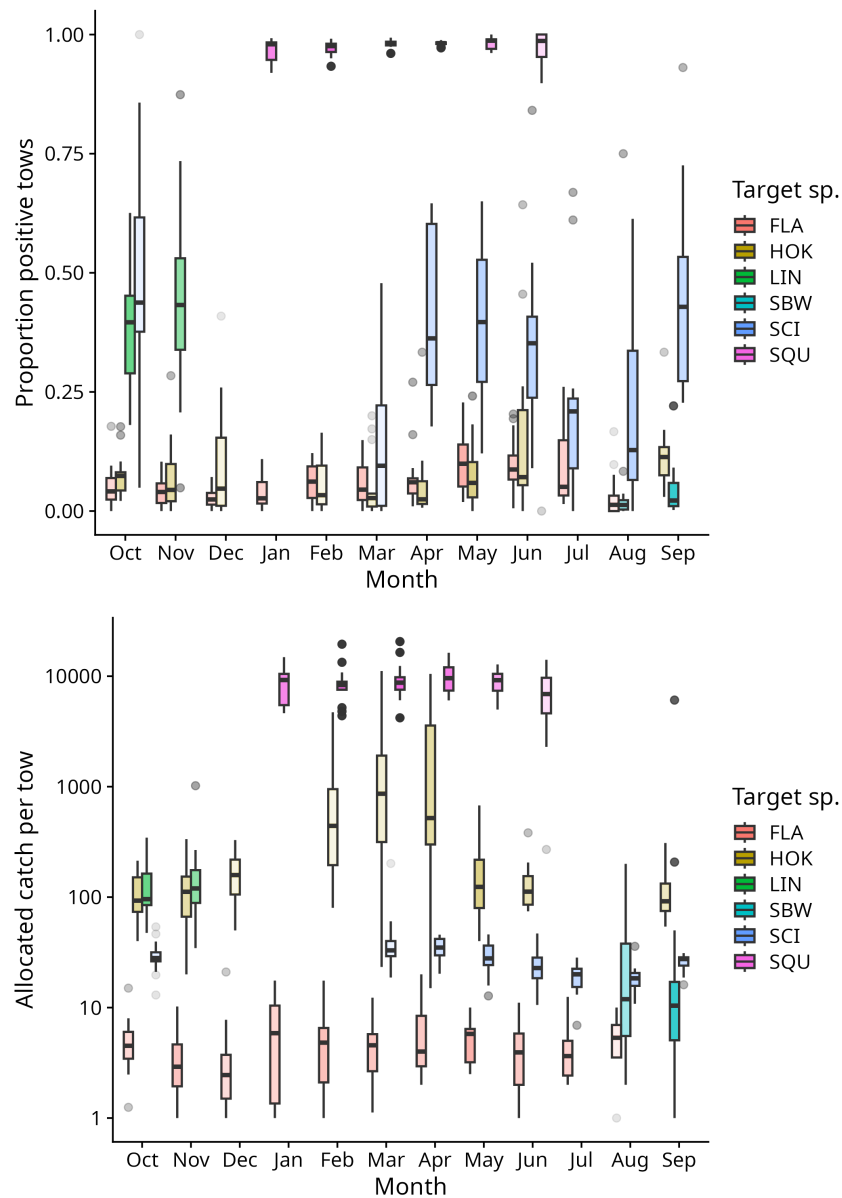 Proportion positive tows
1.00
0.75
0.50
0.25
0.00
Oct Nov Dec Jan Feb Mar Apr May Jun Jul Aug Sep
Month
Target sp.
FLA
HOK
LIN
SBW
SCI
SQU
Allocated catch per tow
10000
1000
100
10
1
Oct Nov Dec Jan Feb Mar Apr May Jun Jul Aug Sep
Month
Target sp.
FLA
HOK
LIN
SBW
SCI
SQU